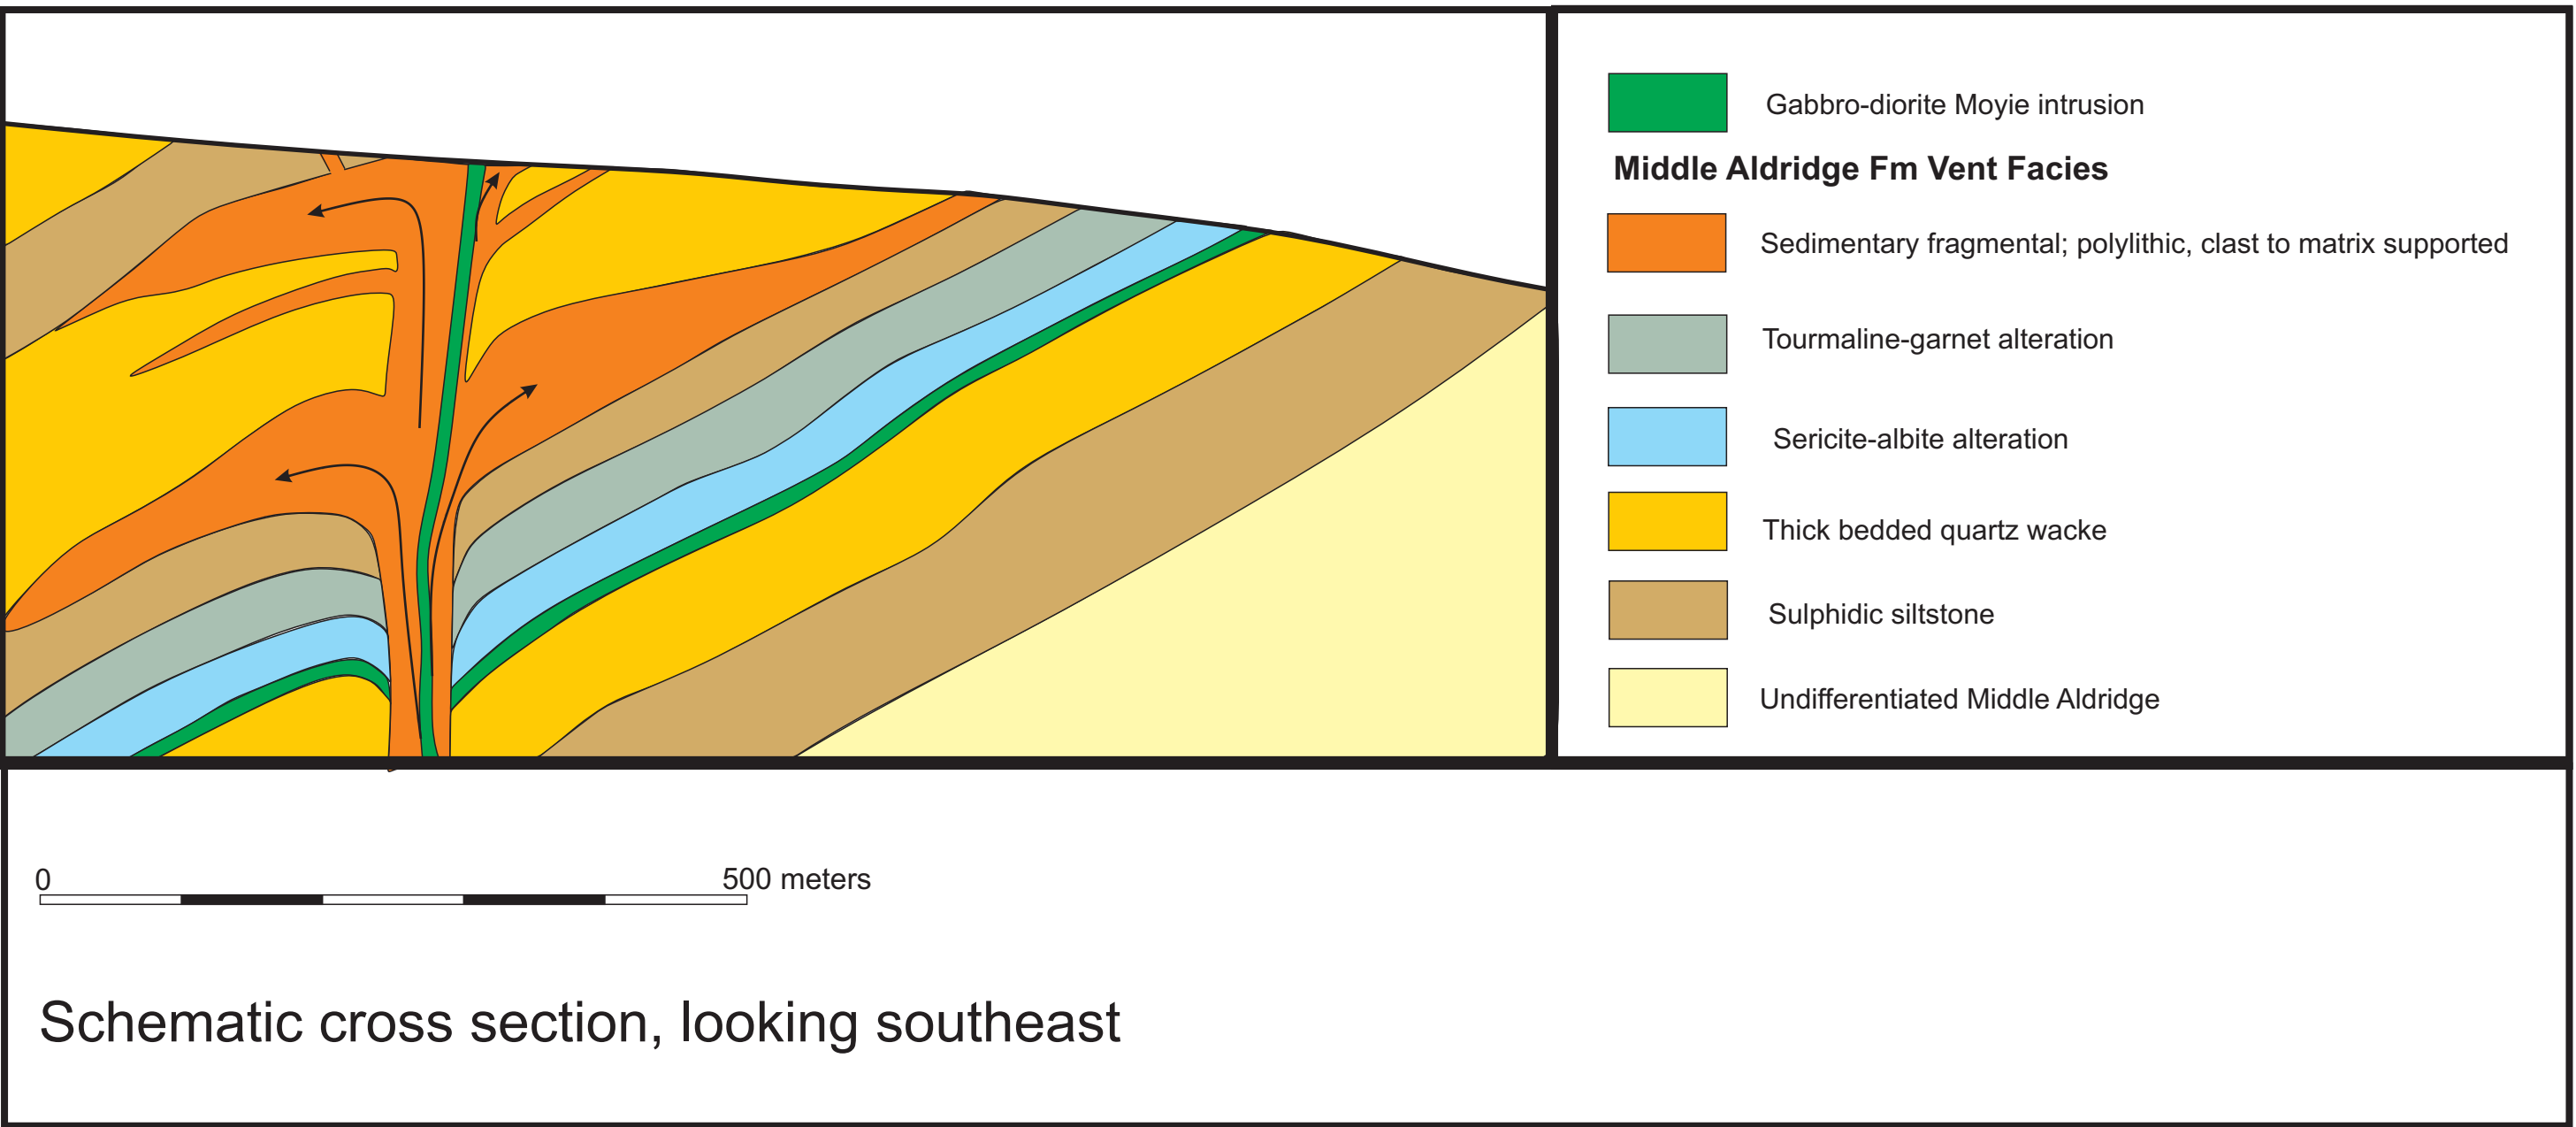 Gabbro-diorite Moyie intrusion
Middle Aldridge Fm Vent Facies
Sedimentary fragmental; polylithic, clast to matrix supported
Tourmaline-garnet alteration
Sericite-albite alteration
Thick bedded quartz wacke
Sulphidic siltstone
Undifferentiated Middle Aldridge
0 500 meters
Schematic cross section, looking southeast